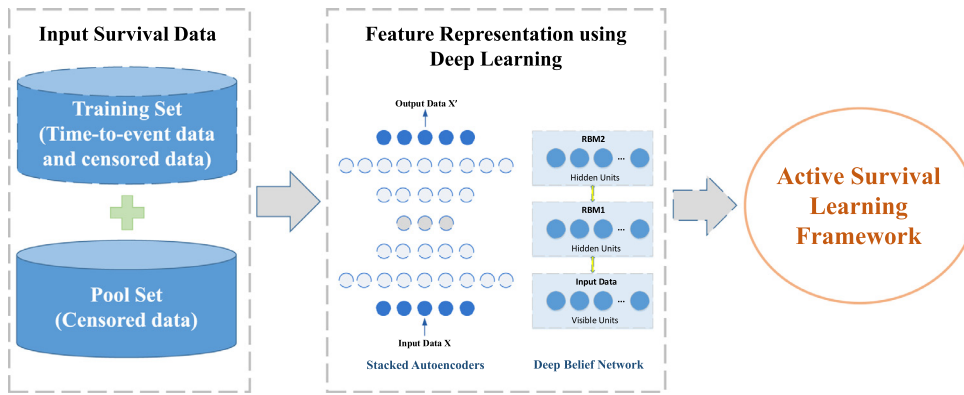 Input Survival Data
Training Set
(Time-to-event data
and censored data)
Pool Set
(Censored data)
Feature Representation using
Deep Learning
Output Data X′
Input Data X
Stacked Autoencoders
RBM2
...
Hidden Units
RBM1
...
Hidden Units
Input Data
...
Visible Units
Deep Belief Network
Active Survival
Learning
Framework